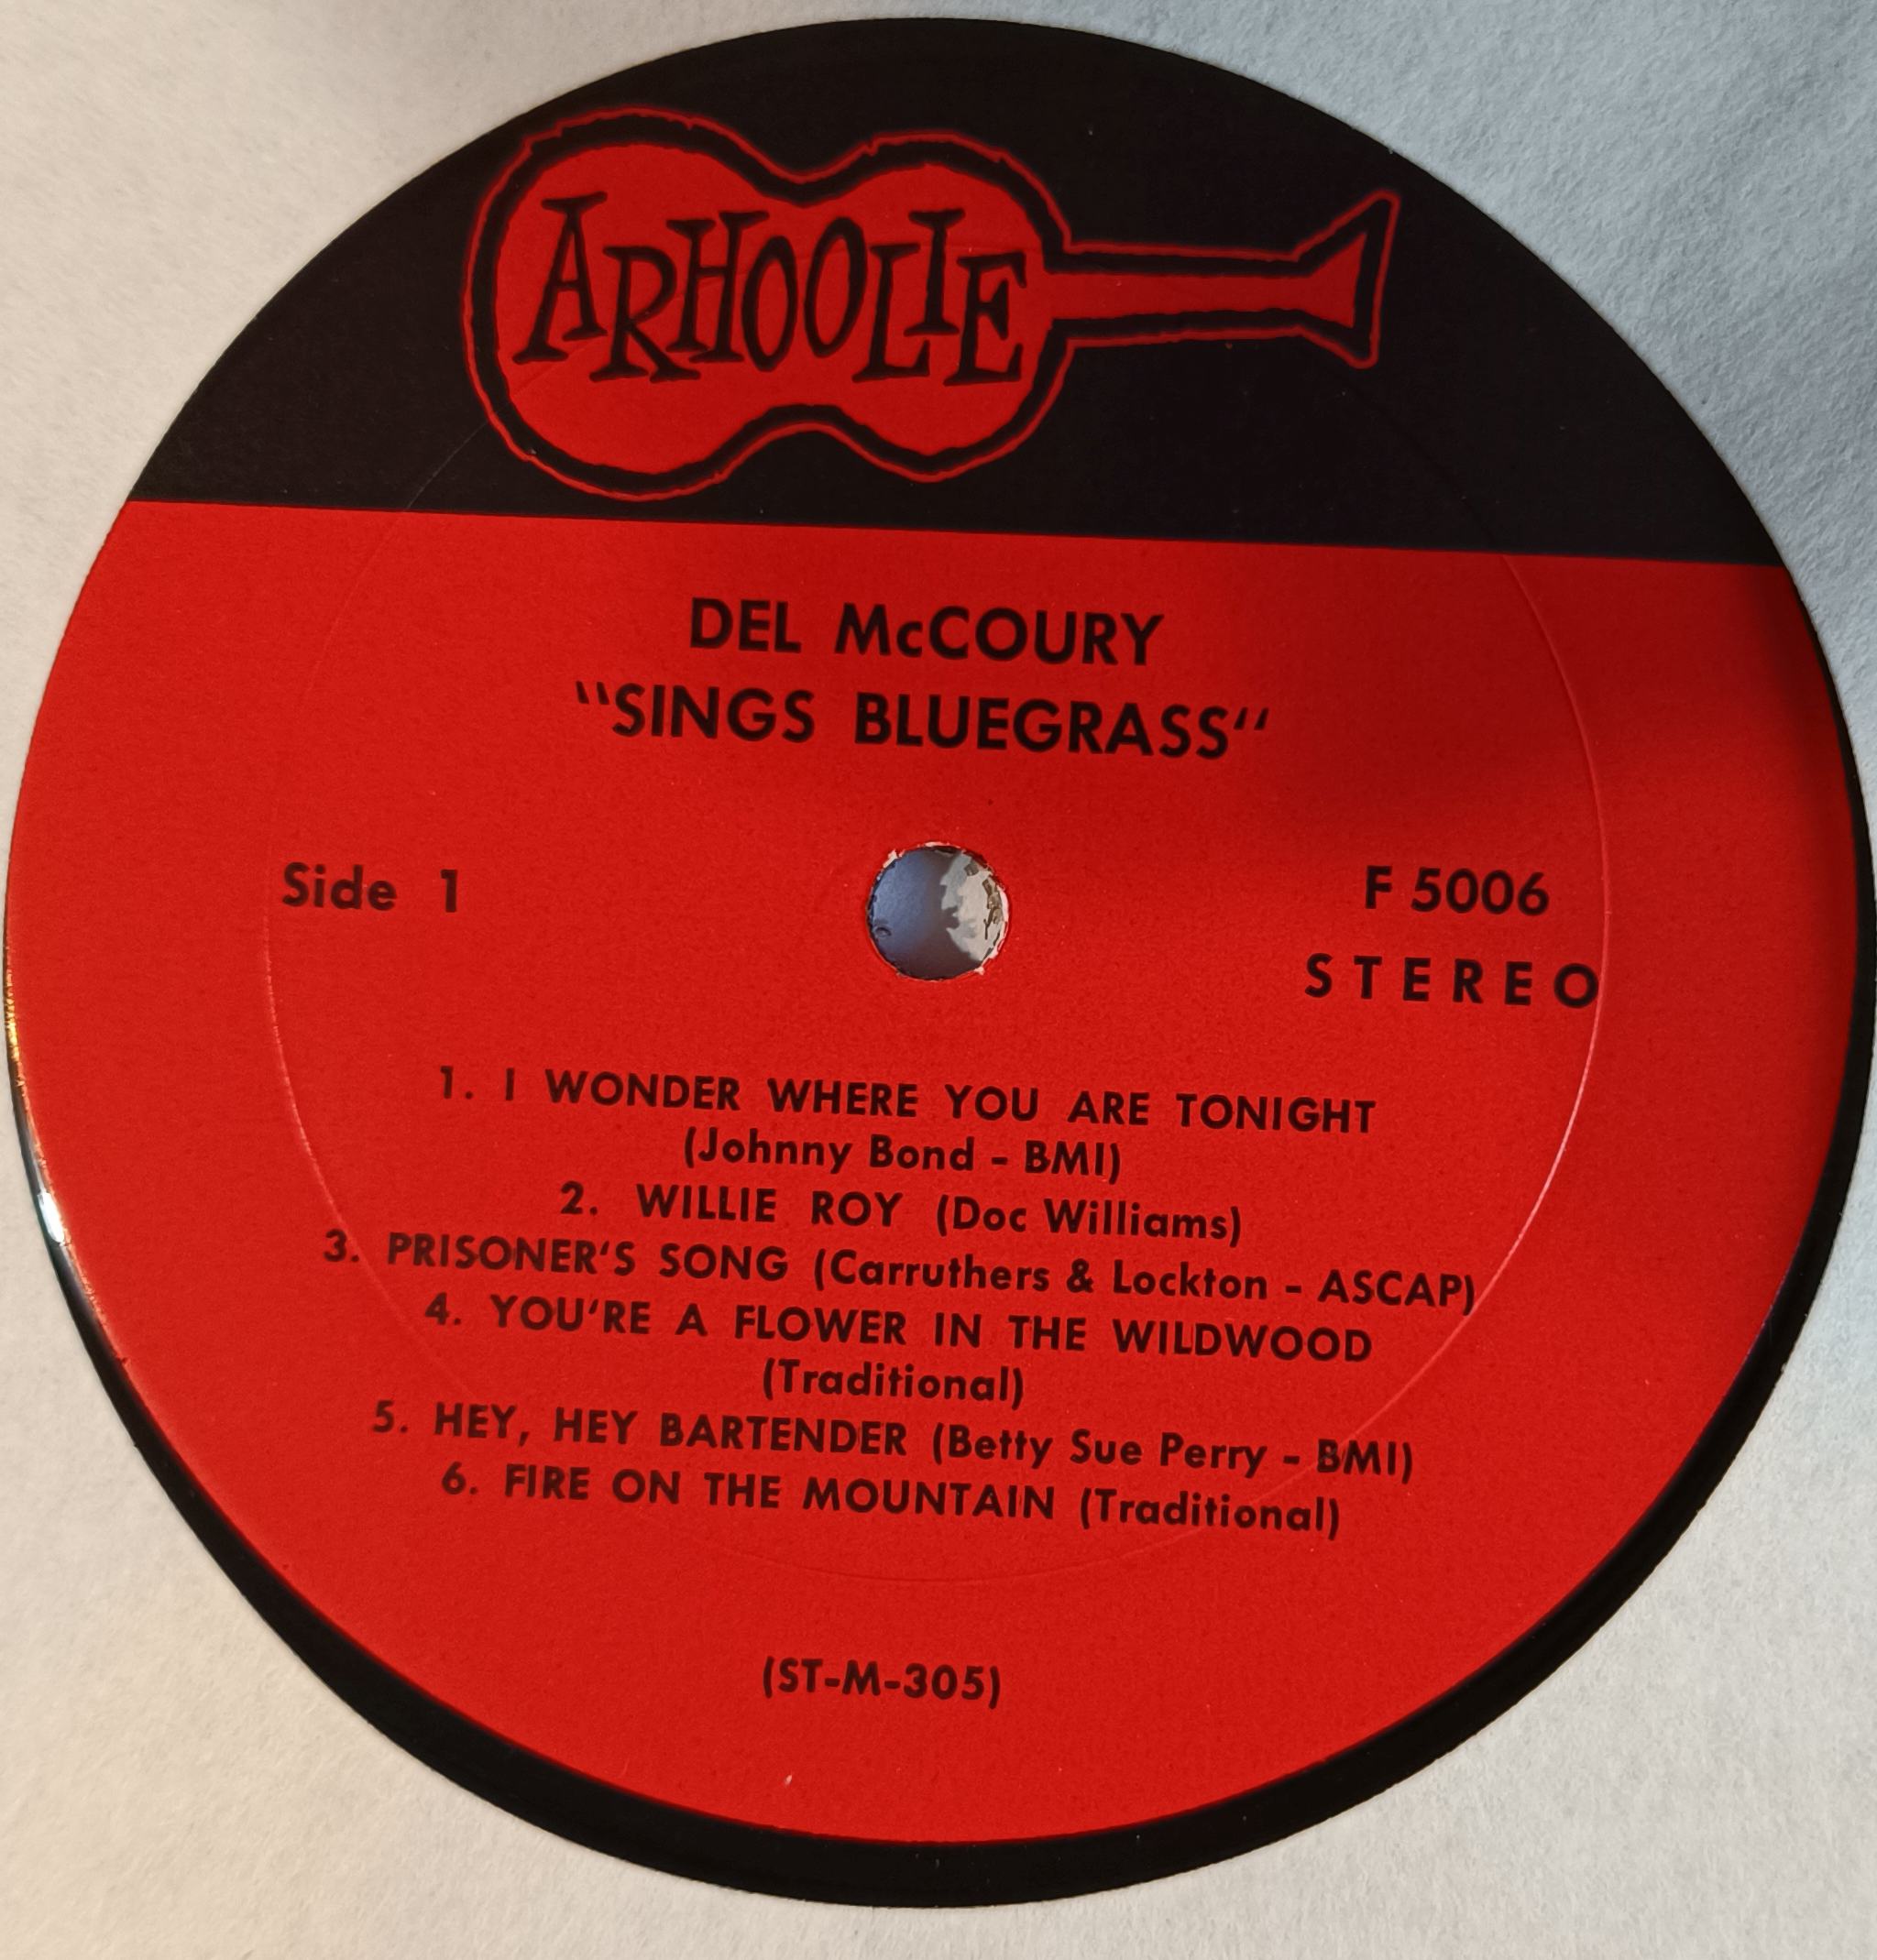 ARHOOLIE
DEL McCOURY
"SINGS BLUEGRASS"
Side 1
F 5006
STEREO
1. I WONDER WHERE YOU ARE TONIGHT
(Johnny Bond - BMI)
2. WILLIE ROY (Doc Williams)
3. PRISONER'S SONG (Carruthers & Lockton - ASCAP)
4. YOU'RE A FLOWER IN THE WILDWOOD
(Traditional)
5. HEY, HEY BARTENDER (Betty Sue Perry - BMI)
6. FIRE ON THE MOUNTAIN (Traditional)
(ST-M-305)